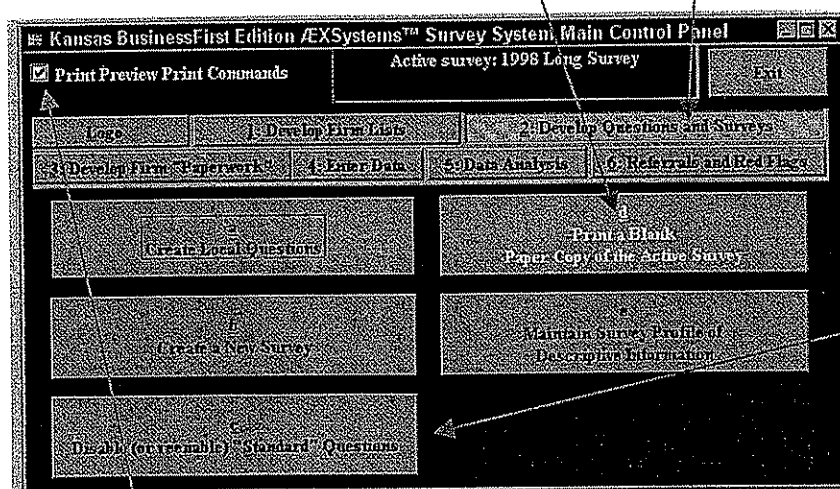 Kansas BusinessFirst Edition ÆXSystems™ Survey System Main Control Panel
Print Preview Print Commands
Active survey: 1998 Long Survey
Exit
Logo
1: Develop Firm Lists
2: Develop Questions and Surveys
3: Develop Firm "Paperwork"
4: Enter Data
5: Data Analysis
6: Referrals and Red Flags
a
Create Local Questions
d
Print a Blank
Paper Copy of the Active Survey
Create a New Survey
e
Maintain Survey Profile of
Descriptive Information
Disable (or reenable) "Standard" Questions